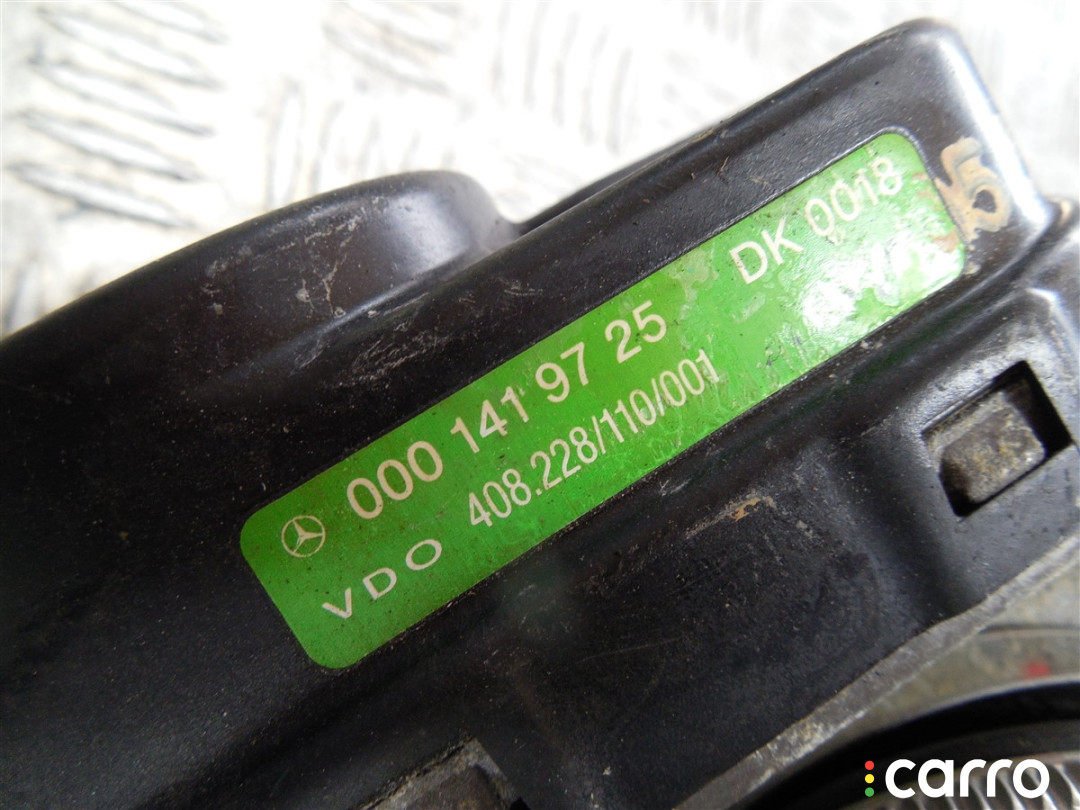 000 141 97 25 DK 0018
VDO 408.228/110/001
carro